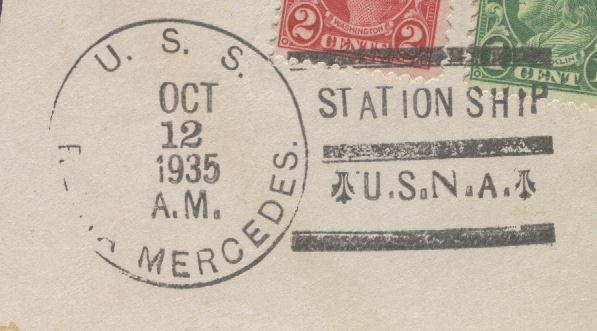 U. S. S.
MERCEDES.
OCT
12
1935
A.M.
2 WASHINGTON 2
CENTS
CENT
STATION SHIP
U.S.N.A.